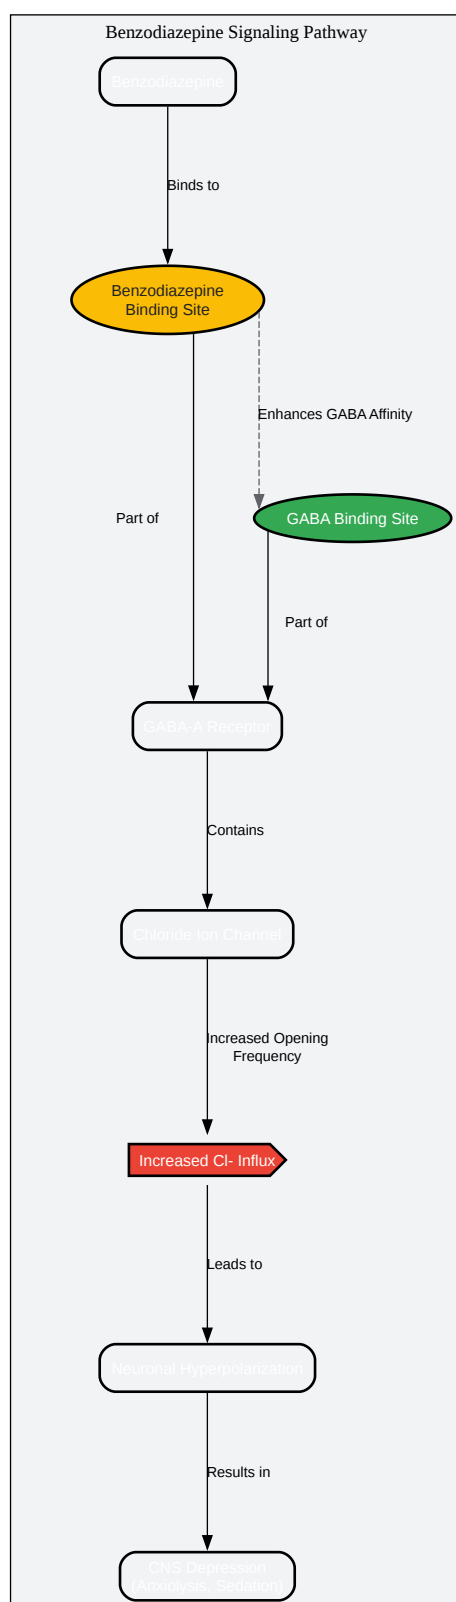 Benzodiazepine Signaling Pathway
Benzodiazepine
Binds to
Benzodiazepine
Binding Site
Enhances GABA Affinity
Part of
GABA Binding Site
Part of
GABA-A Receptor
Contains
Chloride Ion Channel
Increased Opening
Frequency
Increased Cl- Influx
Leads to
Neuronal Hyperpolarization
Results in
CNS Depression
(Anxiolysis, Sedation)